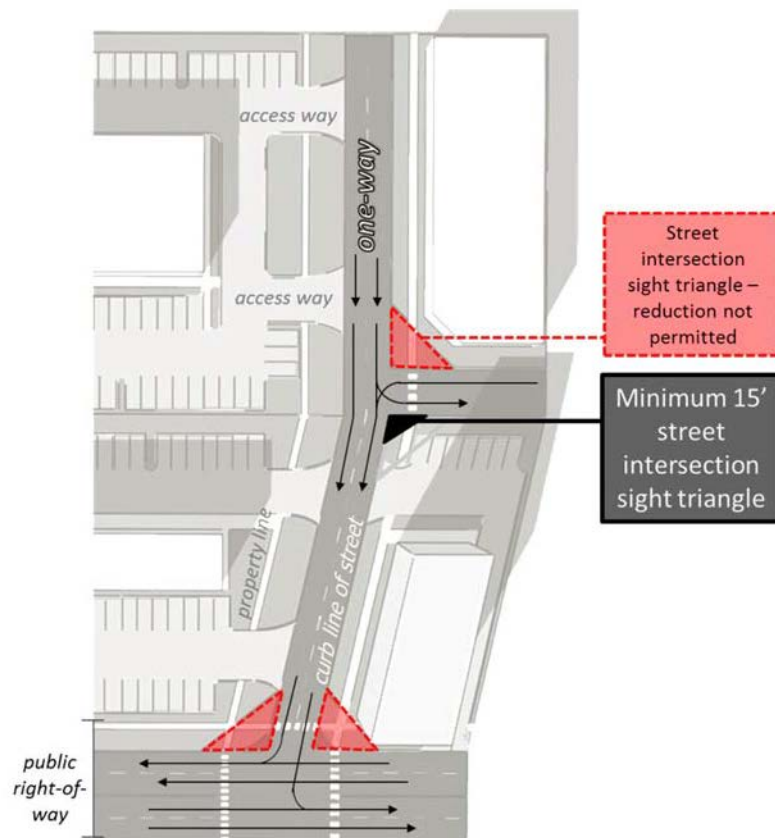 access way
one-way
access way
Street
intersection
sight triangle –
reduction not
permitted
Minimum 15’
street
intersection
sight triangle
property line
curb line of street
public
right-of-
way